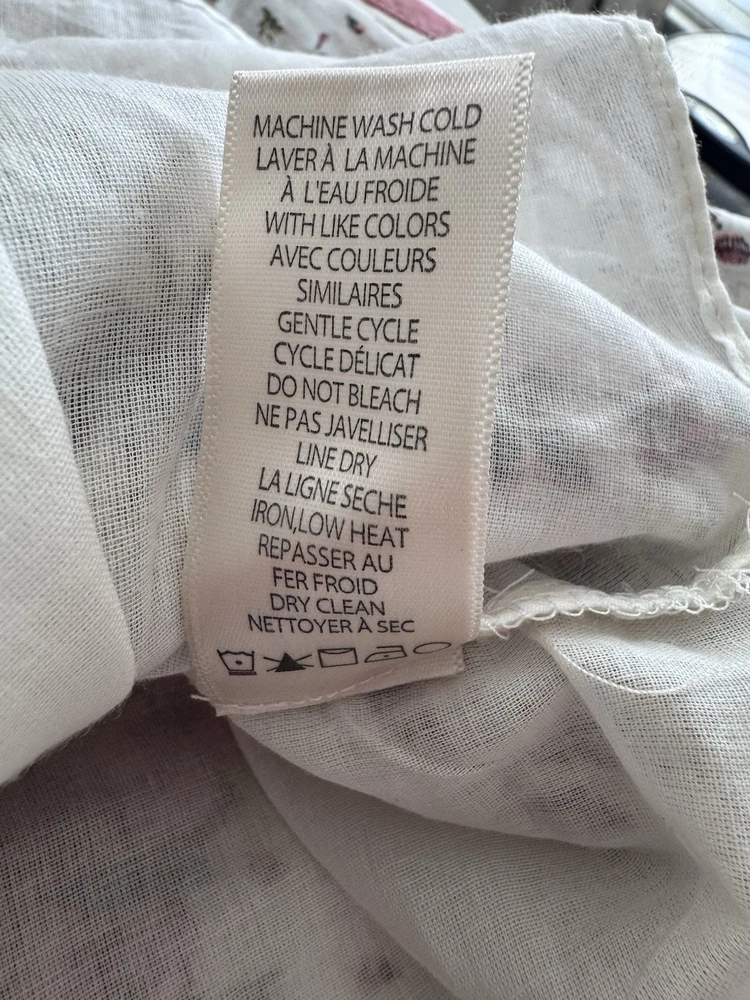 MACHINE WASH COLD
LAVER À LA MACHINE
À L'EAU FROIDE
WITH LIKE COLORS
AVEC COULEURS
SIMILAIRES
GENTLE CYCLE
CYCLE DÉLICAT
DO NOT BLEACH
NE PAS JAVELLISER
LINE DRY
LA LIGNE SECHE
IRON,LOW HEAT
REPASSER AU
FER FROID
DRY CLEAN
NETTOYER À SEC